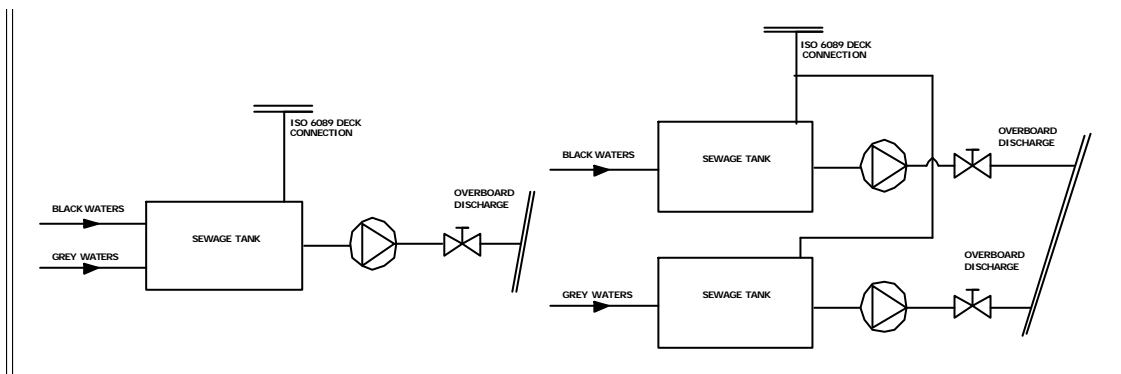 ISO 6089 DECK
CONNECTION
BLACK WATERS
GREY WATERS
SEWAGE TANK
OVERBOARD
DISCHARGE
ISO 6089 DECK
CONNECTION
BLACK WATERS
SEWAGE TANK
OVERBOARD
DISCHARGE
GREY WATERS
SEWAGE TANK
OVERBOARD
DISCHARGE